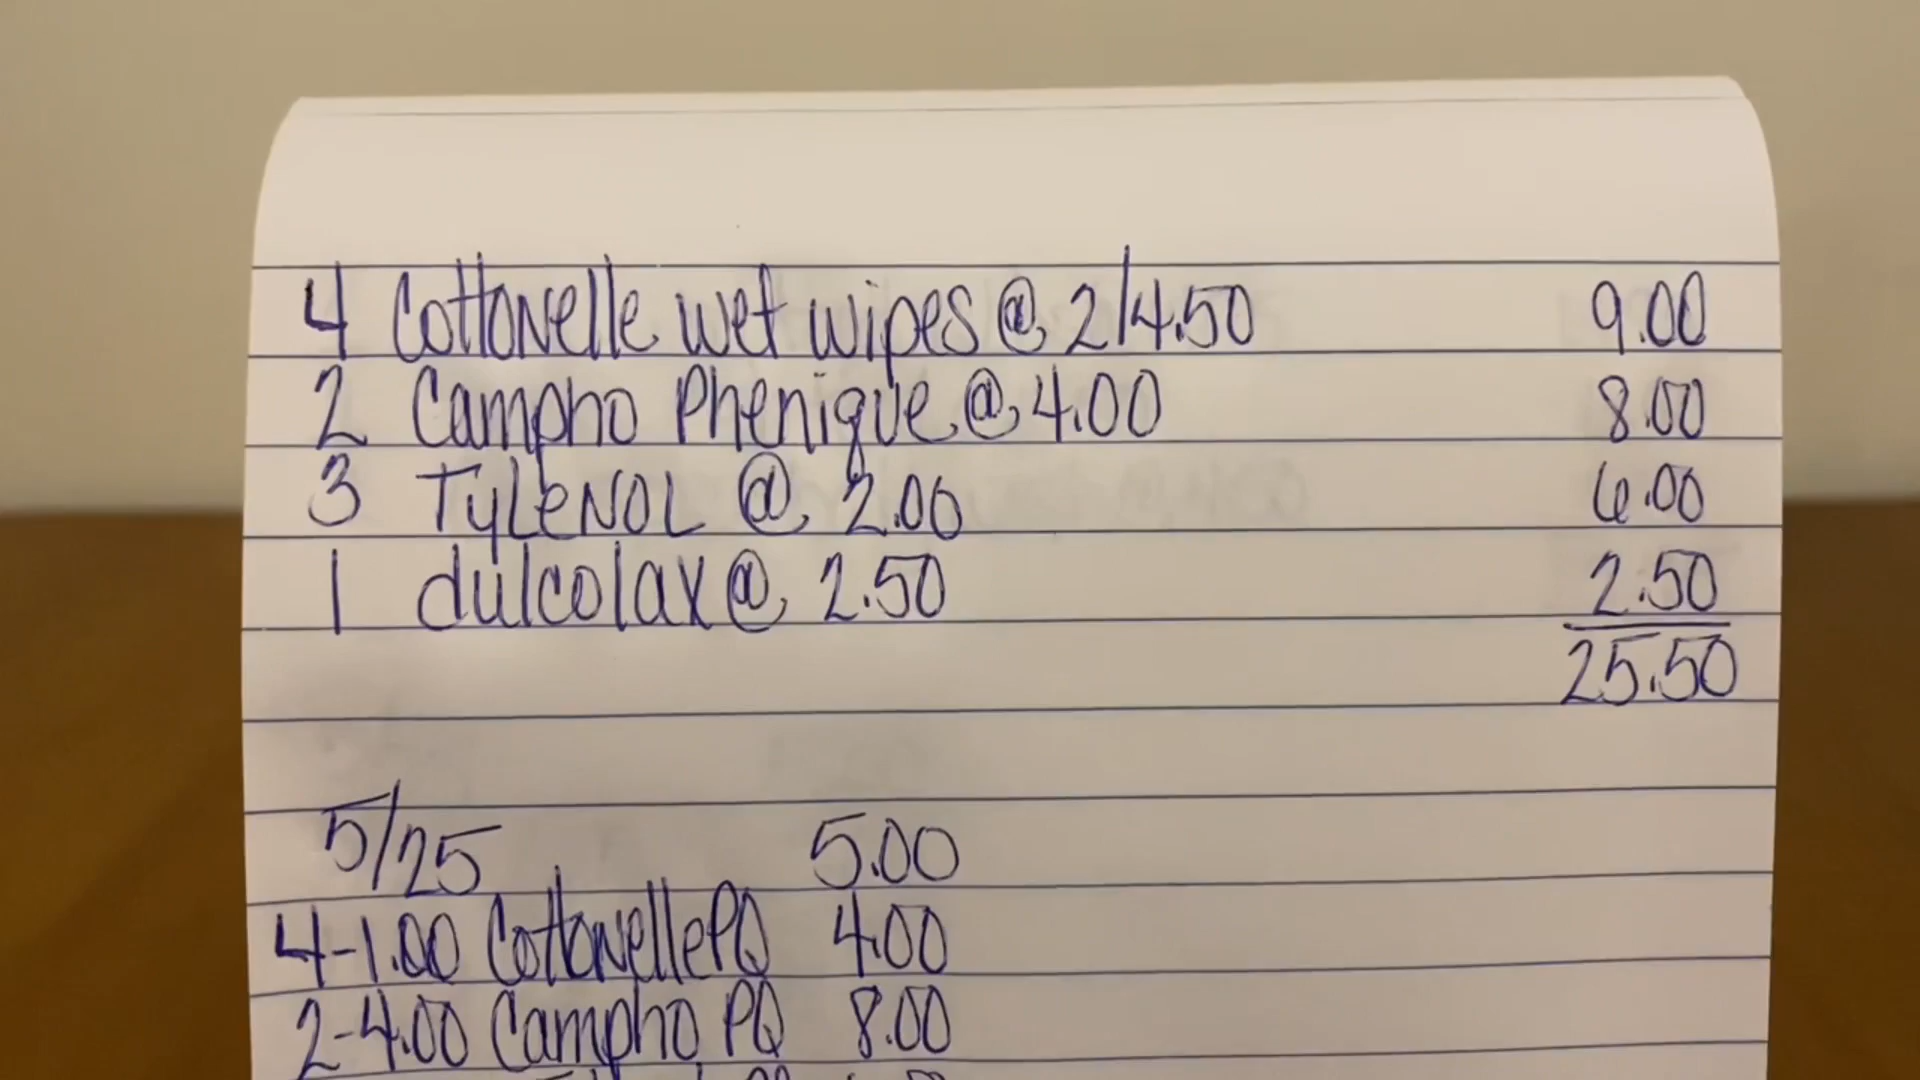 4 Cottonelle wet wipes @ 2/4.50 9.00
2 Campho Phenique @ 4.00 8.00
3 TYLENOL @ 2.00 6.00
1 dulcolax @ 2.50 2.50
25.50
5/25 5.00
4-1.00 Cottonelle PQ 4.00
2-4.00 Campho PQ 8.00